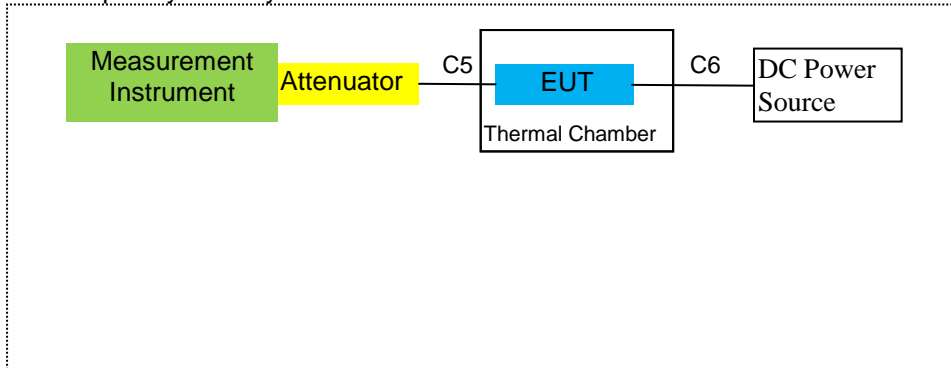 Measurement
Instrument
Attenuator
C5
EUT
Thermal Chamber
C6
DC Power
Source